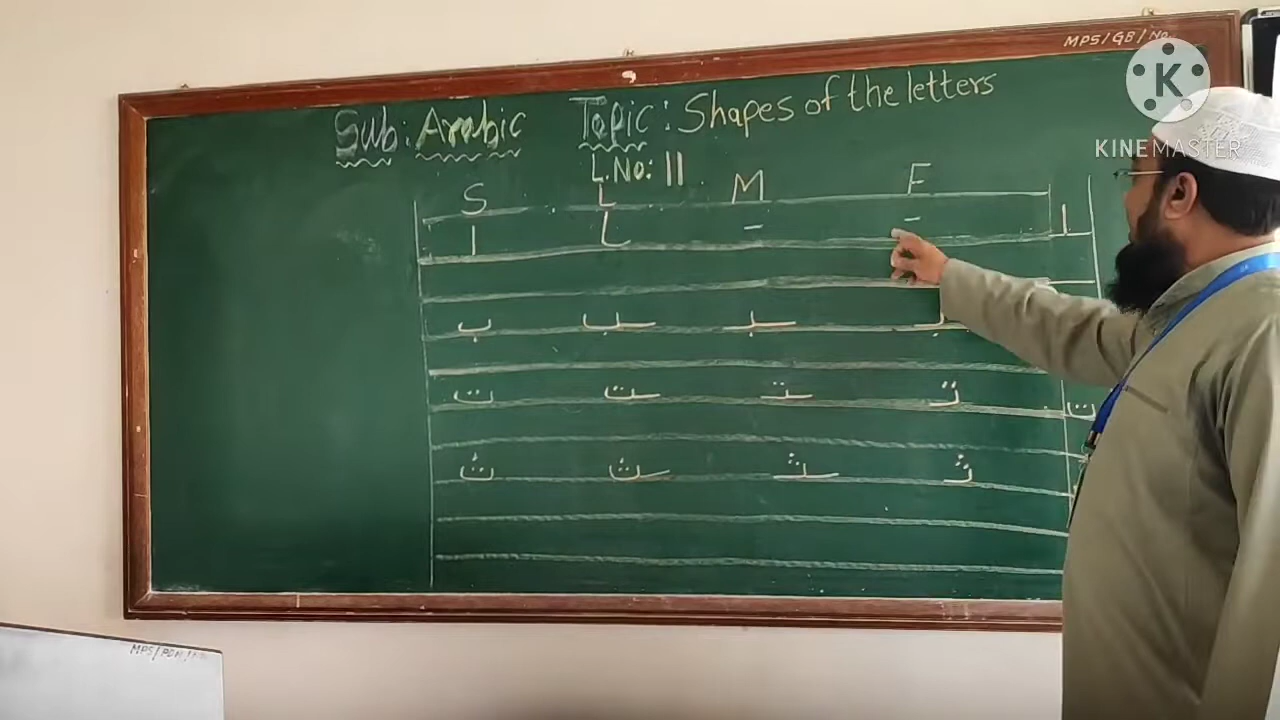 MPS/GB/No
K
KINEMASTER
Sub: Arabic Topic: Shapes of the letters
L.No: 11
S L M F
ا ـا - - ا
ب ـب ـبـ بـ
ت ـت ـتـ تـ ت
ث ـث ـثـ ثـ